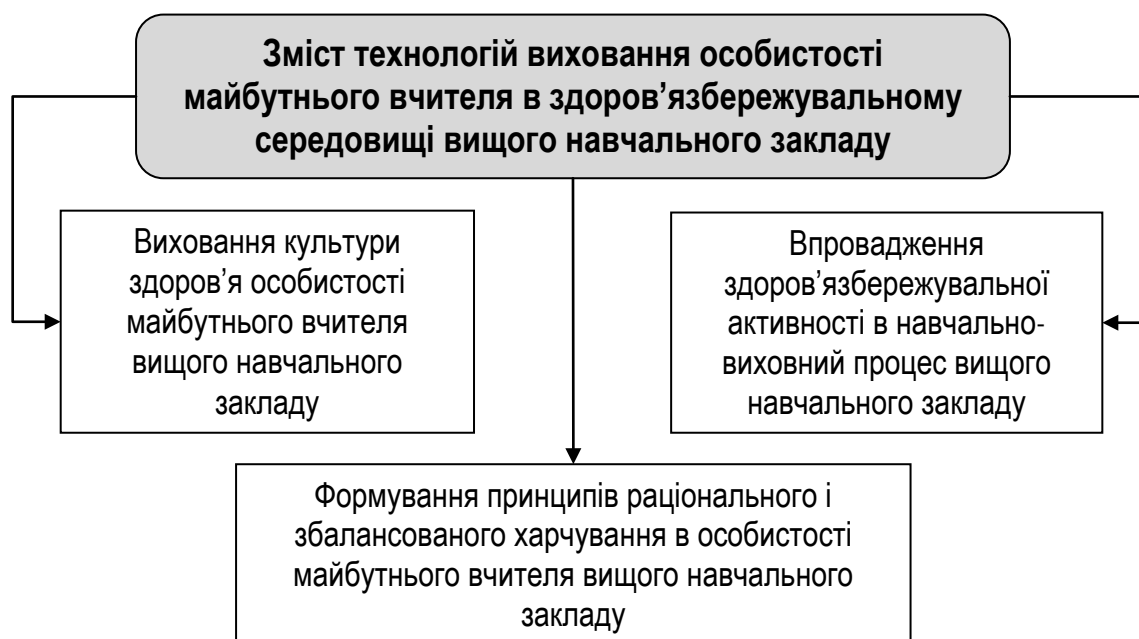 Зміст технологій виховання особистості
майбутнього вчителя в здоров’язбережувальному
середовищі вищого навчального закладу
Виховання культури
здоров’я особистості
майбутнього вчителя
вищого навчального
закладу
Впровадження
здоров’язбережувальної
активності в навчально-
виховний процес вищого
навчального закладу
Формування принципів раціонального і
збалансованого харчування в особистості
майбутнього вчителя вищого навчального
закладу